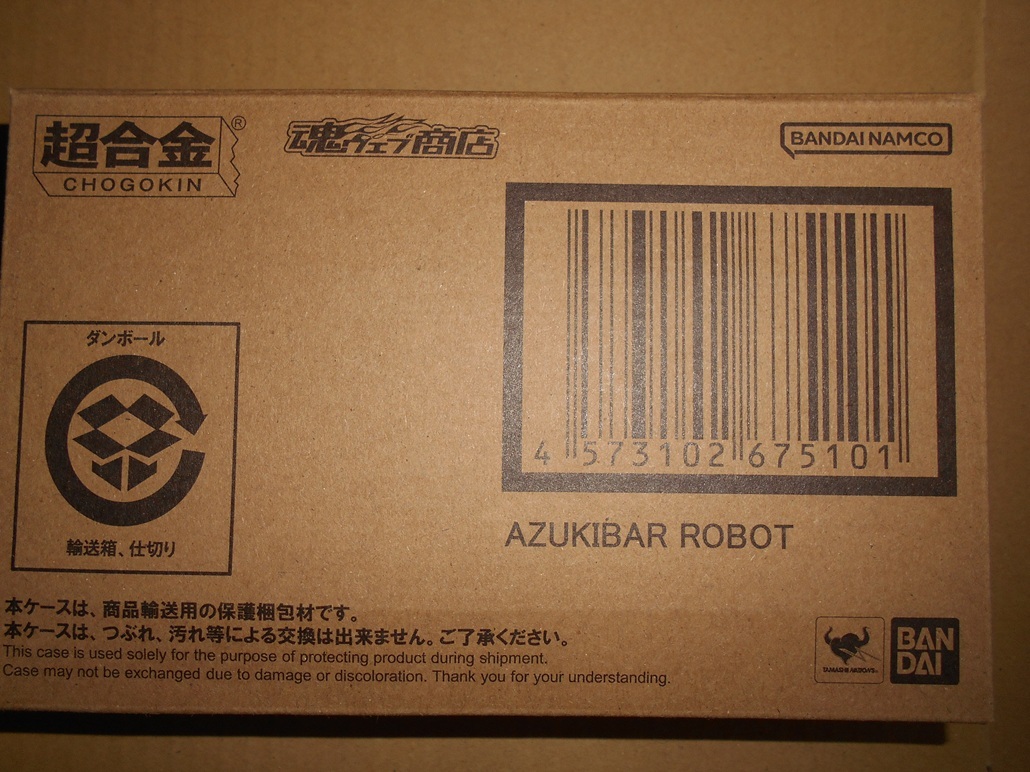 超合金®
CHOGOKIN
魂ウェブ商店
BANDAI NAMCO
4 573102 675101
AZUKIBAR ROBOT
ダンボール
輸送箱、仕切り
本ケースは、商品輸送用の保護梱包材です。
本ケースは、つぶれ、汚れ等による交換は出来ません。ご了承ください。
This case is used solely for the purpose of protecting product during shipment.
Case may not be exchanged due to damage or discoloration. Thank you for your understanding.
TAMASHII NATIONS
BAN
DAI